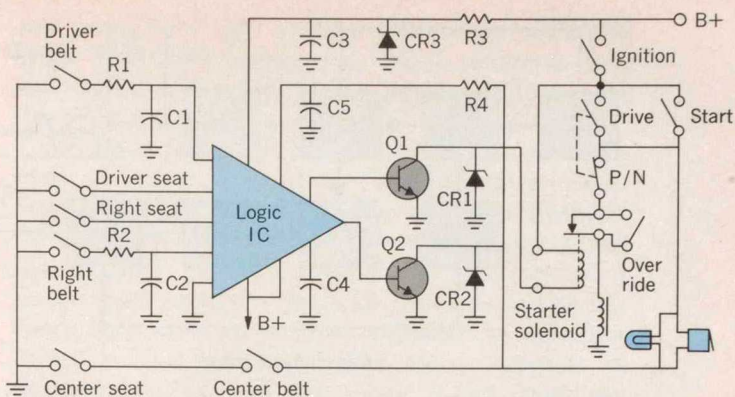 Driver
belt
R1
C1
C3
CR3
R3
B+
Ignition
C5
R4
Drive
Start
Q1
CR1
P/N
Driver seat
Right seat
R2
Right
belt
C2
Logic
IC
C4
Q2
CR2
Over
ride
Starter
solenoid
B+
Center seat
Center belt